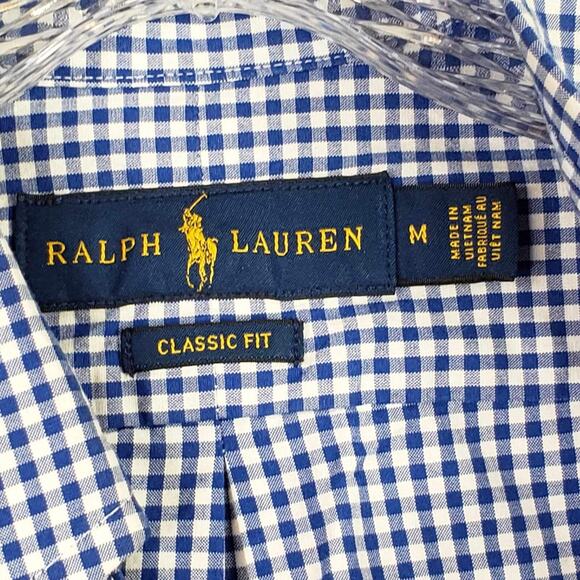 RALPH LAUREN
M
MADE IN
VIETNAM
FABRIQUÉ AU
VIÊT NAM
CLASSIC FIT